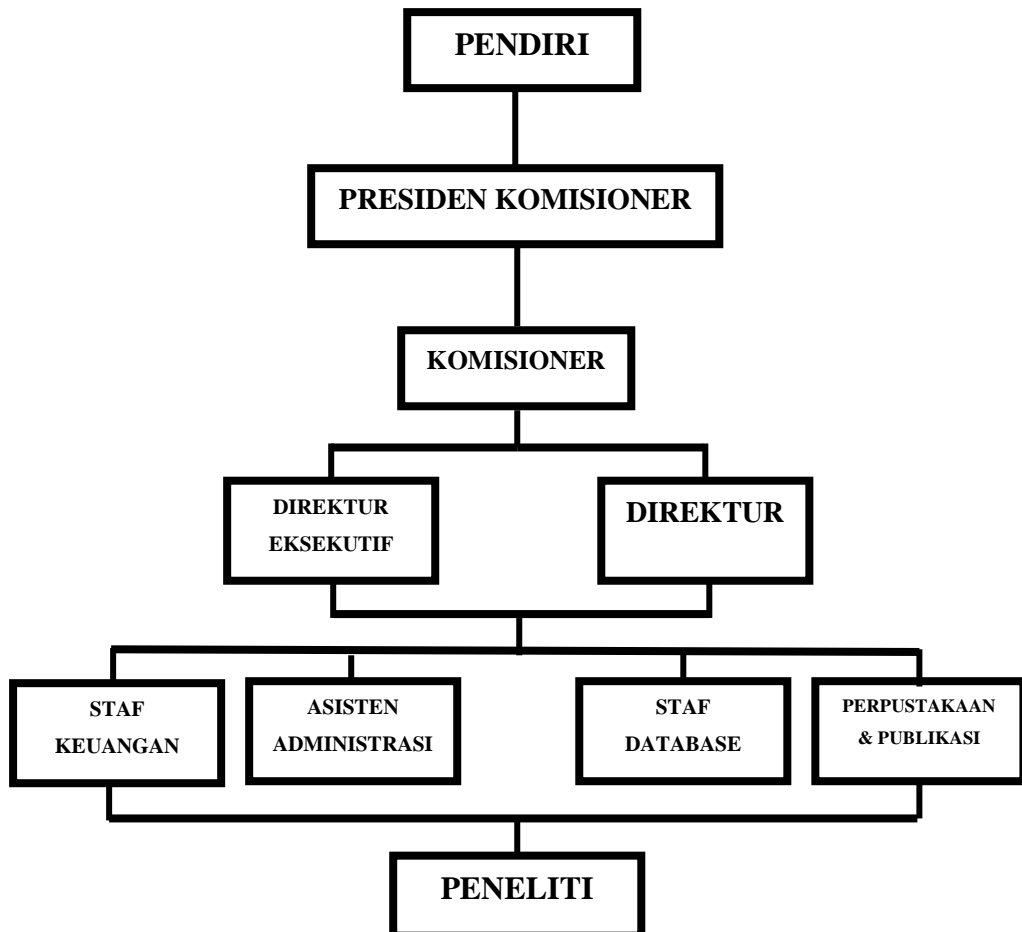 PENDIRI
PRESIDEN KOMISIONER
KOMISIONER
DIREKTUR
EKSEKUTIF
DIREKTUR
STAF
KEUANGAN
ASISTEN
ADMINISTRASI
STAF
DATABASE
PERPUSTAKAAN
& PUBLIKASI
PENELITI